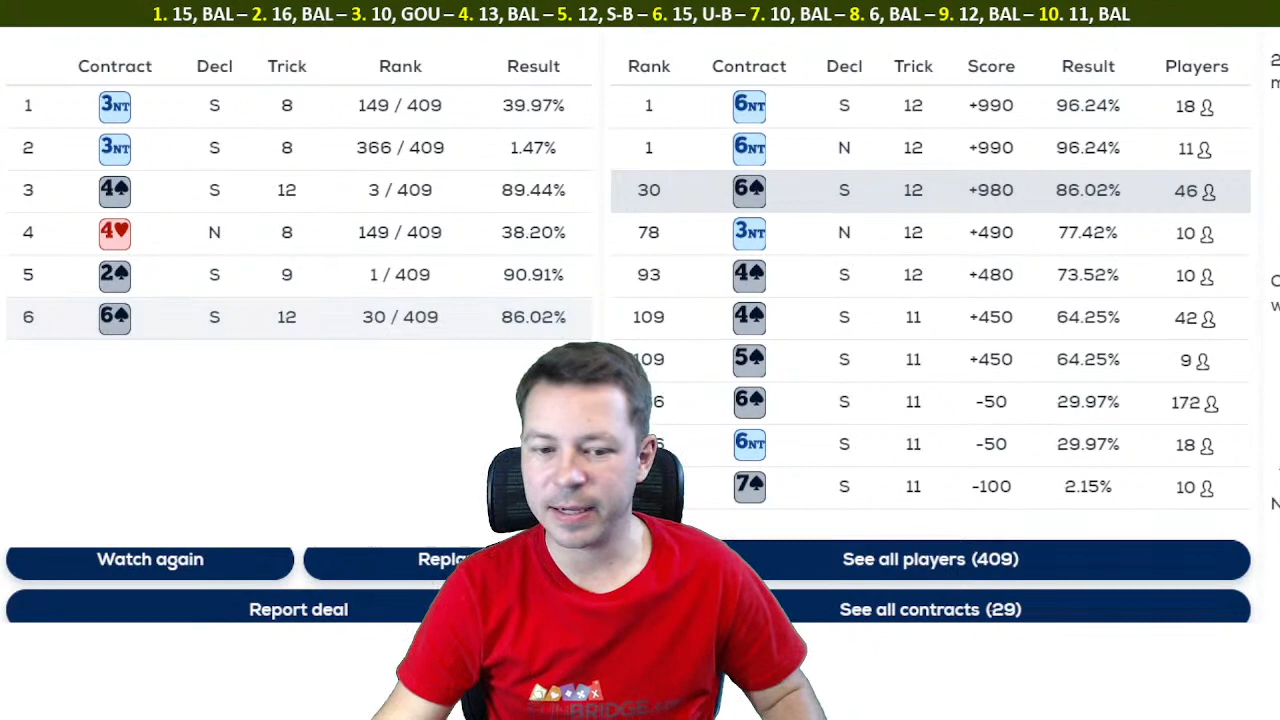 1. 15, BAL – 2. 16, BAL – 3. 10, GOU – 4. 13, BAL – 5. 12, S-B – 6. 15, U-B – 7. 10, BAL – 8. 6, BAL – 9. 12, BAL – 10. 11, BAL
Contract Decl Trick Rank Result
1 3NT S 8 149 / 409 39.97%
2 3NT S 8 366 / 409 1.47%
3 4♠ S 12 3 / 409 89.44%
4 4♥ N 8 149 / 409 38.20%
5 2♠ S 9 1 / 409 90.91%
6 6♠ S 12 30 / 409 86.02%
Watch again
Report deal
Rank Contract Decl Trick Score Result Players
1 6NT S 12 +990 96.24% 18
1 6NT N 12 +990 96.24% 11
30 6♠ S 12 +980 86.02% 46
78 3NT N 12 +490 77.42% 10
93 4♠ S 12 +480 73.52% 10
109 4♠ S 11 +450 64.25% 42
5♠ S 11 +450 64.25% 9
6♠ S 11 -50 29.97% 172
6NT S 11 -50 29.97% 18
7♠ S 11 -100 2.15% 10
See all players (409)
See all contracts (29)